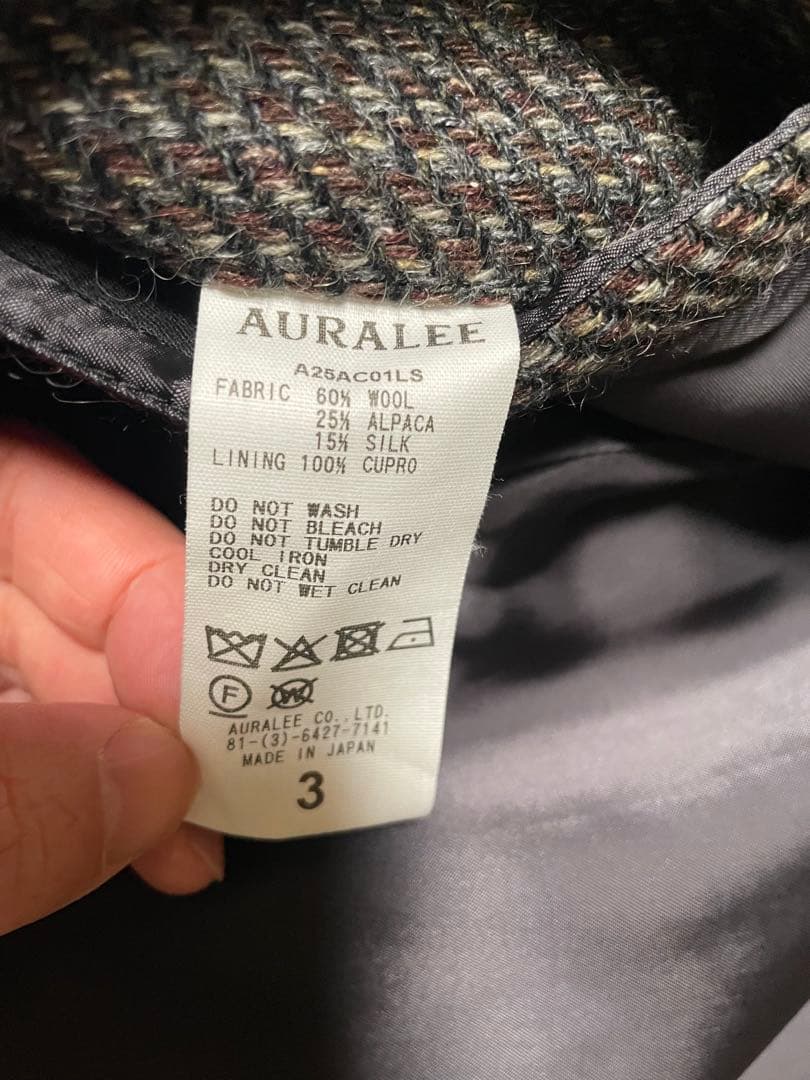 AURALEE
A25AC01LS
FABRIC 60% WOOL
25% ALPACA
15% SILK
LINING 100% CUPRO
DO NOT WASH
DO NOT BLEACH
DO NOT TUMBLE DRY
COOL IRON
DRY CLEAN
DO NOT WET CLEAN
F W
AURALEE CO.,LTD.
81-(3)-6427-7141
MADE IN JAPAN
3